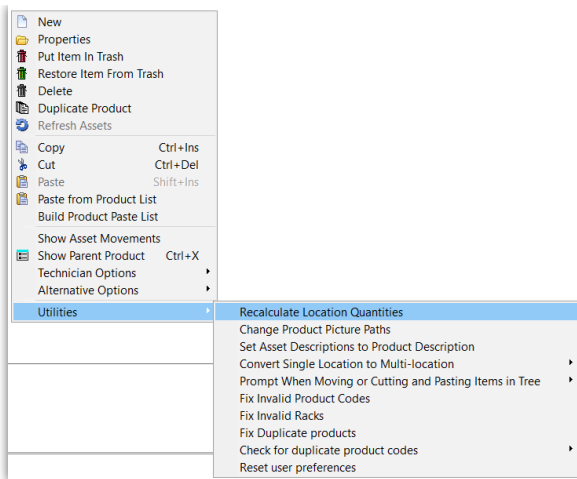 New
Properties
Put Item In Trash
Restore Item From Trash
Delete
Duplicate Product
Refresh Assets
Copy Ctrl+Ins
Cut Ctrl+Del
Paste Shift+Ins
Paste from Product List
Build Product Paste List
Show Asset Movements
Show Parent Product Ctrl+X
Technician Options
Alternative Options
Utilities
Recalculate Location Quantities
Change Product Picture Paths
Set Asset Descriptions to Product Description
Convert Single Location to Multi-location
Prompt When Moving or Cutting and Pasting Items in Tree
Fix Invalid Product Codes
Fix Invalid Racks
Fix Duplicate products
Check for duplicate product codes
Reset user preferences